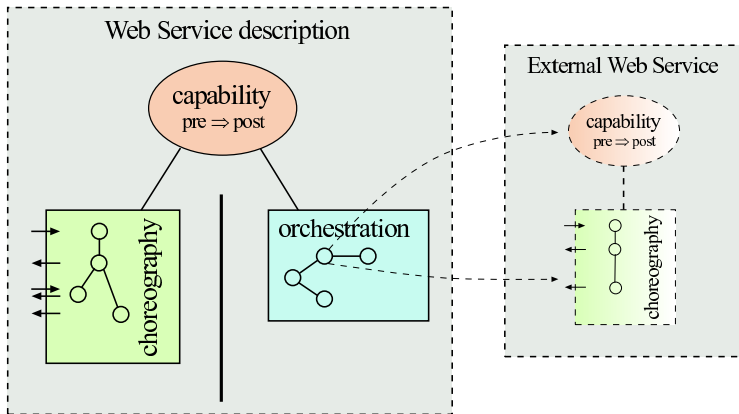 Web Service description
capability
pre ⇒ post
choreography
orchestration
External Web Service
capability
pre ⇒ post
choreography